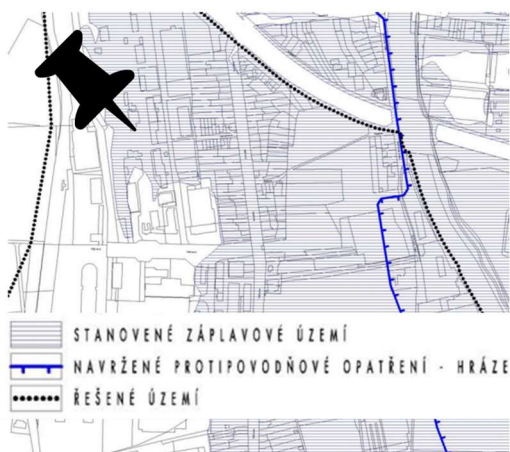 STANOVENÉ ZÁPLAVOVÉ ÚZEMÍ
NAVRŽENÉ PROTIPOVODŇOVÉ OPATŘENÍ - HRÁZE
ŘEŠENÉ ÚZEMÍ